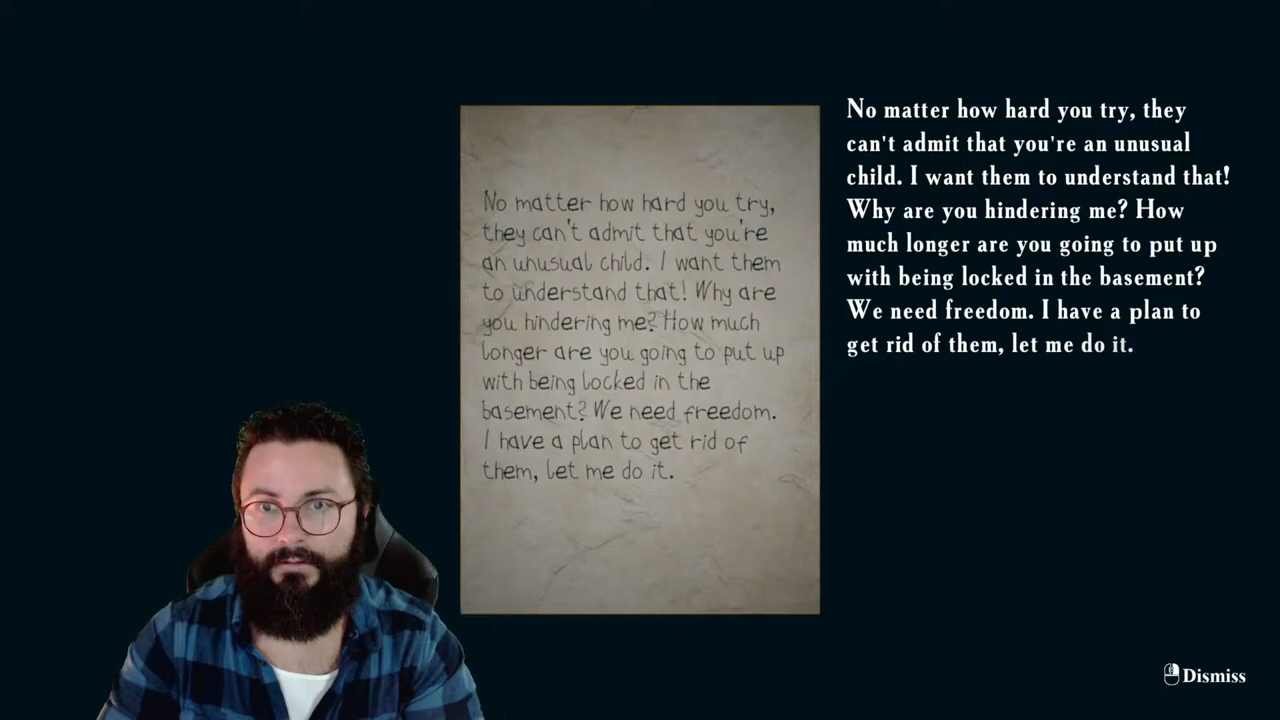 No matter how hard you try,
they can't admit that you're
an unusual child. I want them
to understand that! Why are
you hindering me? How much
longer are you going to put up
with being locked in the
basement? We need freedom.
I have a plan to get rid of
them, let me do it.
No matter how hard you try, they
can't admit that you're an unusual
child. I want them to understand that!
Why are you hindering me? How
much longer are you going to put up
with being locked in the basement?
We need freedom. I have a plan to
get rid of them, let me do it.
Dismiss